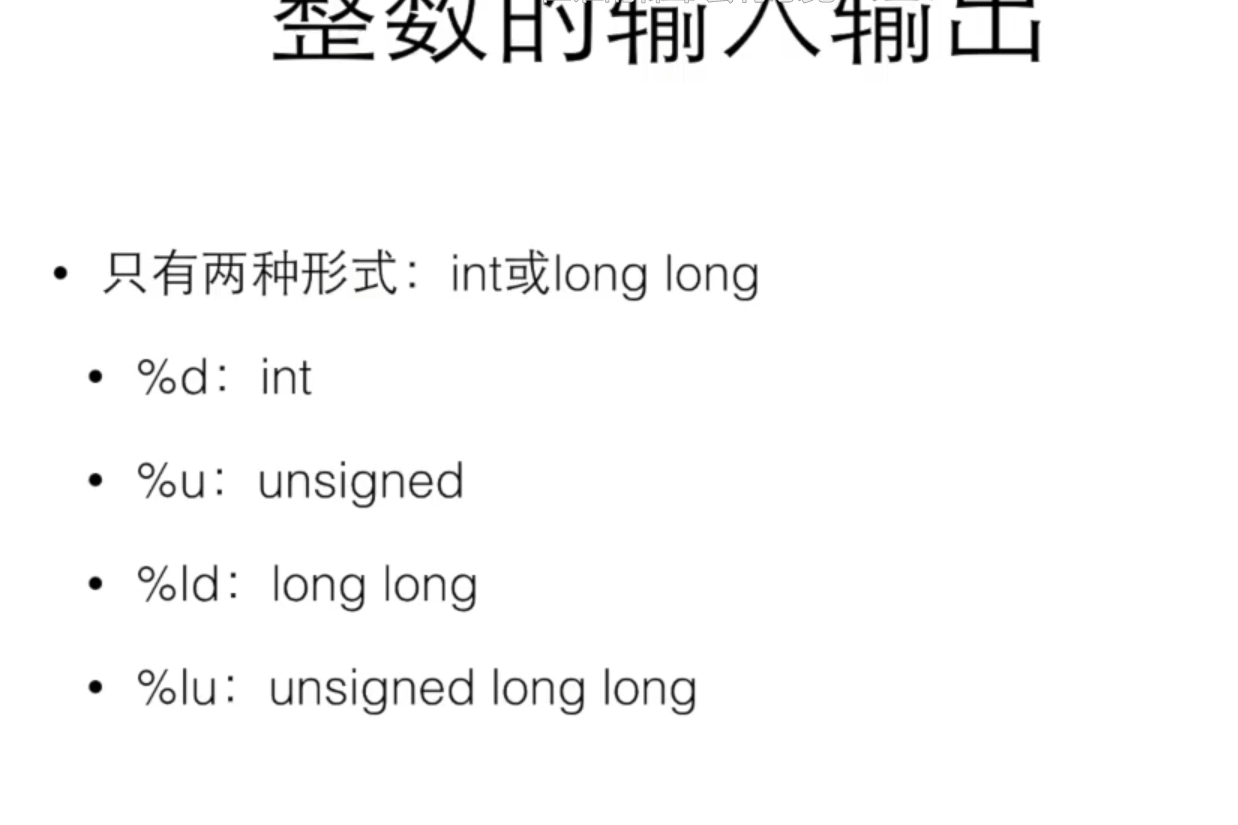 整数的输入输出
• 只有两种形式：int或long long
• %d：int
• %u：unsigned
• %ld：long long
• %lu：unsigned long long